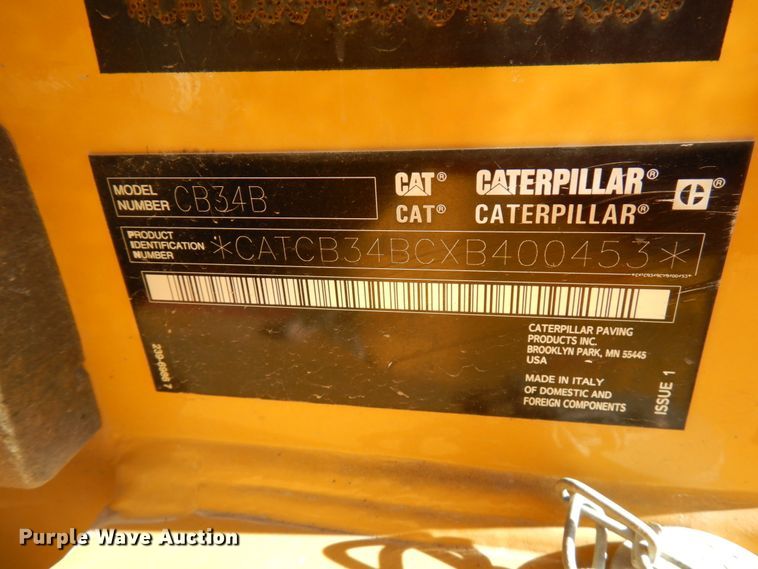 MODEL NUMBER CB34B
CAT® CATERPILLAR®
CAT® CATERPILLAR®
PRODUCT IDENTIFICATION NUMBER *CATCB34BCXB400453*
*CATCB34BCXB400453*
CATERPILLAR PAVING
PRODUCTS INC.
BROOKLYN PARK, MN 55445
USA
MADE IN ITALY
OF DOMESTIC AND
FOREIGN COMPONENTS
ISSUE 1
Purple Wave Auction